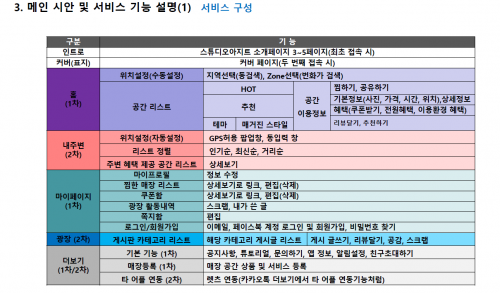 3. 메인 시안 및 서비스 기능 설명(1) 서비스 구성
구분 기 능
인트로 스튜디오아지트 소개페이지 3~5페이지(최초 접속 시)
커버(표지) 커버 페이지(두 번째 접속 시)
홈
(1차)
위치설정(수동설정) 지역선택(동검색), Zone선택(번화가 검색)
공간 리스트
HOT
추천
테마 매거진 스타일
공간
이용정보
찜하기, 공유하기
기본정보(사진, 가격, 시간, 위치),상세정보
혜택(쿠폰받기, 전원혜택, 이용환경 혜택)
리뷰달기, 추천하기
내주변
(2차)
위치설정(자동설정) GPS허용 팝업창, 동입력 창
리스트 정렬 인기순, 최신순, 거리순
주변 혜택 제공 공간 리스트 상세보기
마이페이지
(1차)
마이프로필 정보 수정
찜한 매장 리스트 상세보기로 링크, 편집(삭제)
쿠폰함 상세보기로 링크, 편집(삭제)
광장 활동내역 스크랩, 내가 쓴 글
쪽지함 편집
로그인/회원가입 이메일, 페이스북 계정 로그인 및 회원가입, 비밀번호 찾기
광장 (2차) 게시판 카테고리 리스트 해당 카테고리 게시글 리스트 게시 글쓰기, 리뷰달기, 공감, 스크랩
더보기
(1차/2차)
기본 기능 (1차) 공지사항, 튜토리얼, 문의하기, 앱 정보, 알림설정, 친구초대하기
매장등록 (1차) 매장 공간 상품 및 서비스 등록
타 어플 연동 (2차) 렛츠 연동(카카오톡 더보기에서 타 어플 연동기능처럼)